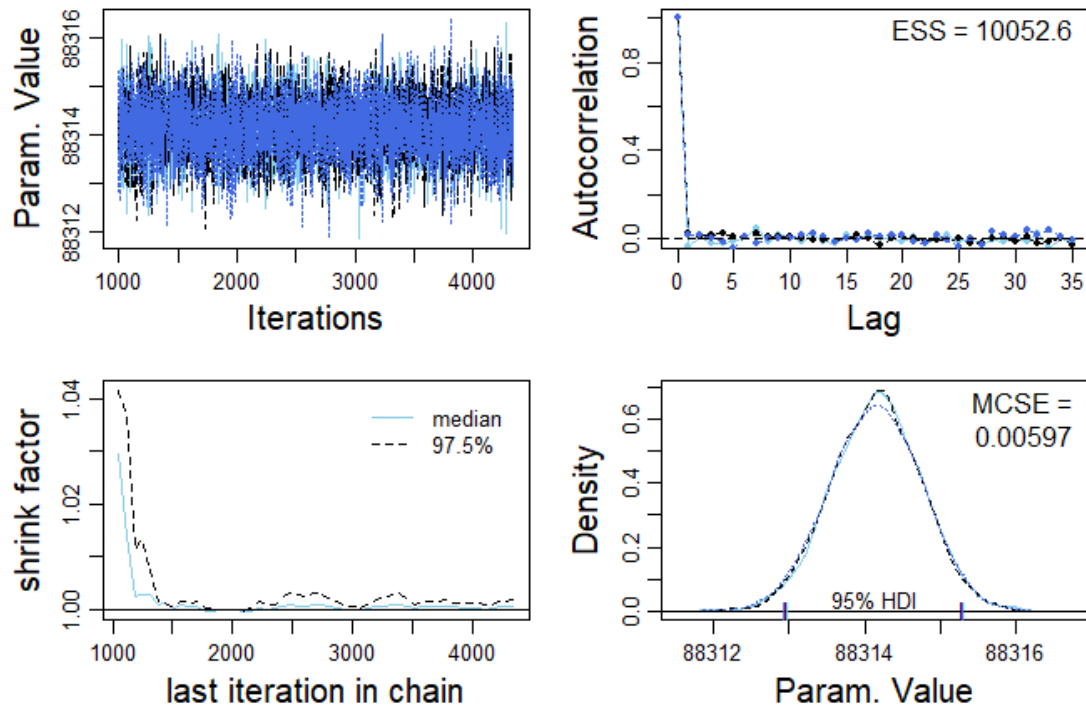 Param. Value
88316
88314
88312
1000 2000 3000 4000
Iterations
ESS = 10052.6
Autocorrelation
0.8
0.4
0.0
0 5 10 15 20 25 30 35
Lag
shrink factor
1.04
1.02
1.00
median
97.5%
1000 2000 3000 4000
last iteration in chain
MCSE =
0.00597
Density
0.6
0.4
0.2
0.0
95% HDI
88312 88314 88316
Param. Value